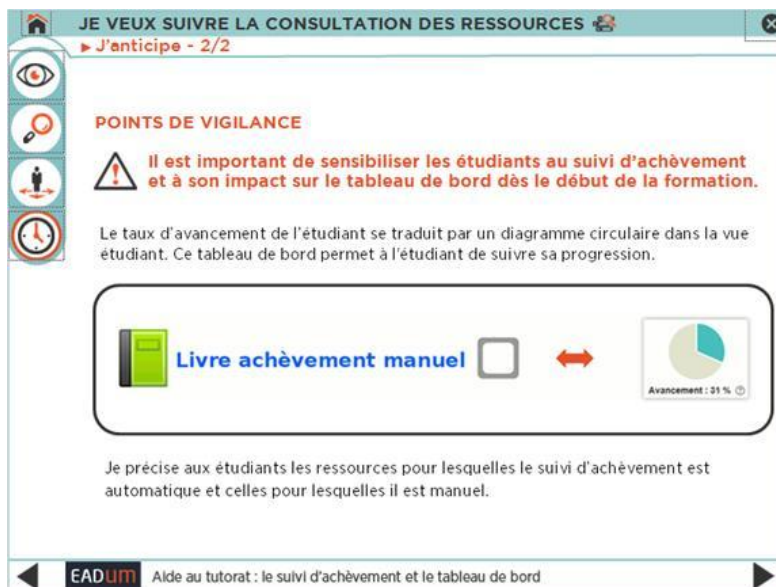 JE VEUX SUIVRE LA CONSULTATION DES RESSOURCES
▸ J'anticipe - 2/2
POINTS DE VIGILANCE
Il est important de sensibiliser les étudiants au suivi d'achèvement
et à son impact sur le tableau de bord dès le début de la formation.
Le taux d'avancement de l'étudiant se traduit par un diagramme circulaire dans la vue
étudiant. Ce tableau de bord permet à l'étudiant de suivre sa progression.
Livre achèvement manuel
Avancement : 31 % ?
Je précise aux étudiants les ressources pour lesquelles le suivi d'achèvement est
automatique et celles pour lesquelles il est manuel.
EADUM Aide au tutorat : le suivi d'achèvement et le tableau de bord